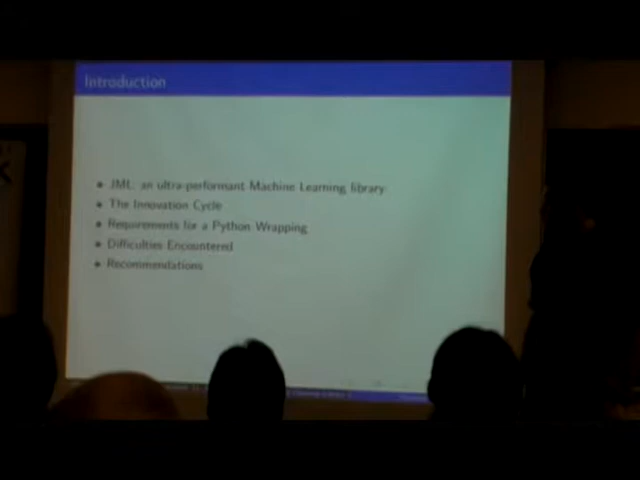 Introduction
JML: an ultra-performant Machine Learning library
The Innovation Cycle
Requirements for a Python Wrapping
Difficulties Encountered
Recommendations